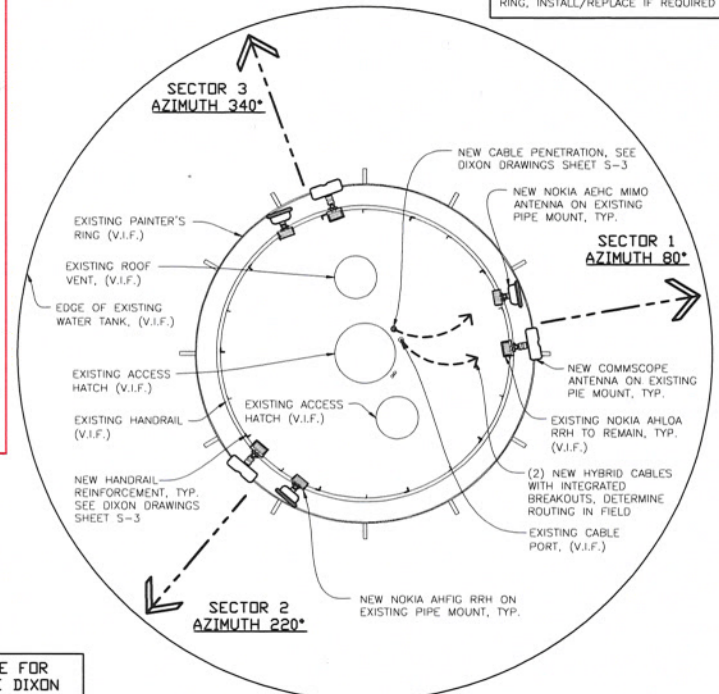 RING, INSTALL/REPLACE IF REQUIRED
SECTOR 3
AZIMUTH 340°
NEW CABLE PENETRATION, SEE
DIXON DRAWINGS SHEET S-3
NEW NOKIA AEHC MIMO
ANTENNA ON EXISTING
PIPE MOUNT, TYP.
EXISTING PAINTER'S
RING (V.I.F.)
SECTOR 1
AZIMUTH 80°
EXISTING ROOF
VENT, (V.I.F.)
EDGE OF EXISTING
WATER TANK, (V.I.F.)
EXISTING ACCESS
HATCH (V.I.F.)
NEW COMMSCOPE
ANTENNA ON EXISTING
PIE MOUNT, TYP.
EXISTING HANDRAIL
(V.I.F.)
EXISTING ACCESS
HATCH (V.I.F.)
EXISTING NOKIA AHLOA
RRH TO REMAIN, TYP.
(V.I.F.)
NEW HANDRAIL
REINFORCEMENT, TYP.
SEE DIXON DRAWINGS
SHEET S-3
(2) NEW HYBRID CABLES
WITH INTEGRATED
BREAKOUTS, DETERMINE
ROUTING IN FIELD
EXISTING CABLE
PORT, (V.I.F.)
NEW NOKIA AHFIG RRH ON
EXISTING PIPE MOUNT, TYP.
SECTOR 2
AZIMUTH 220°
E FOR
E DIXON